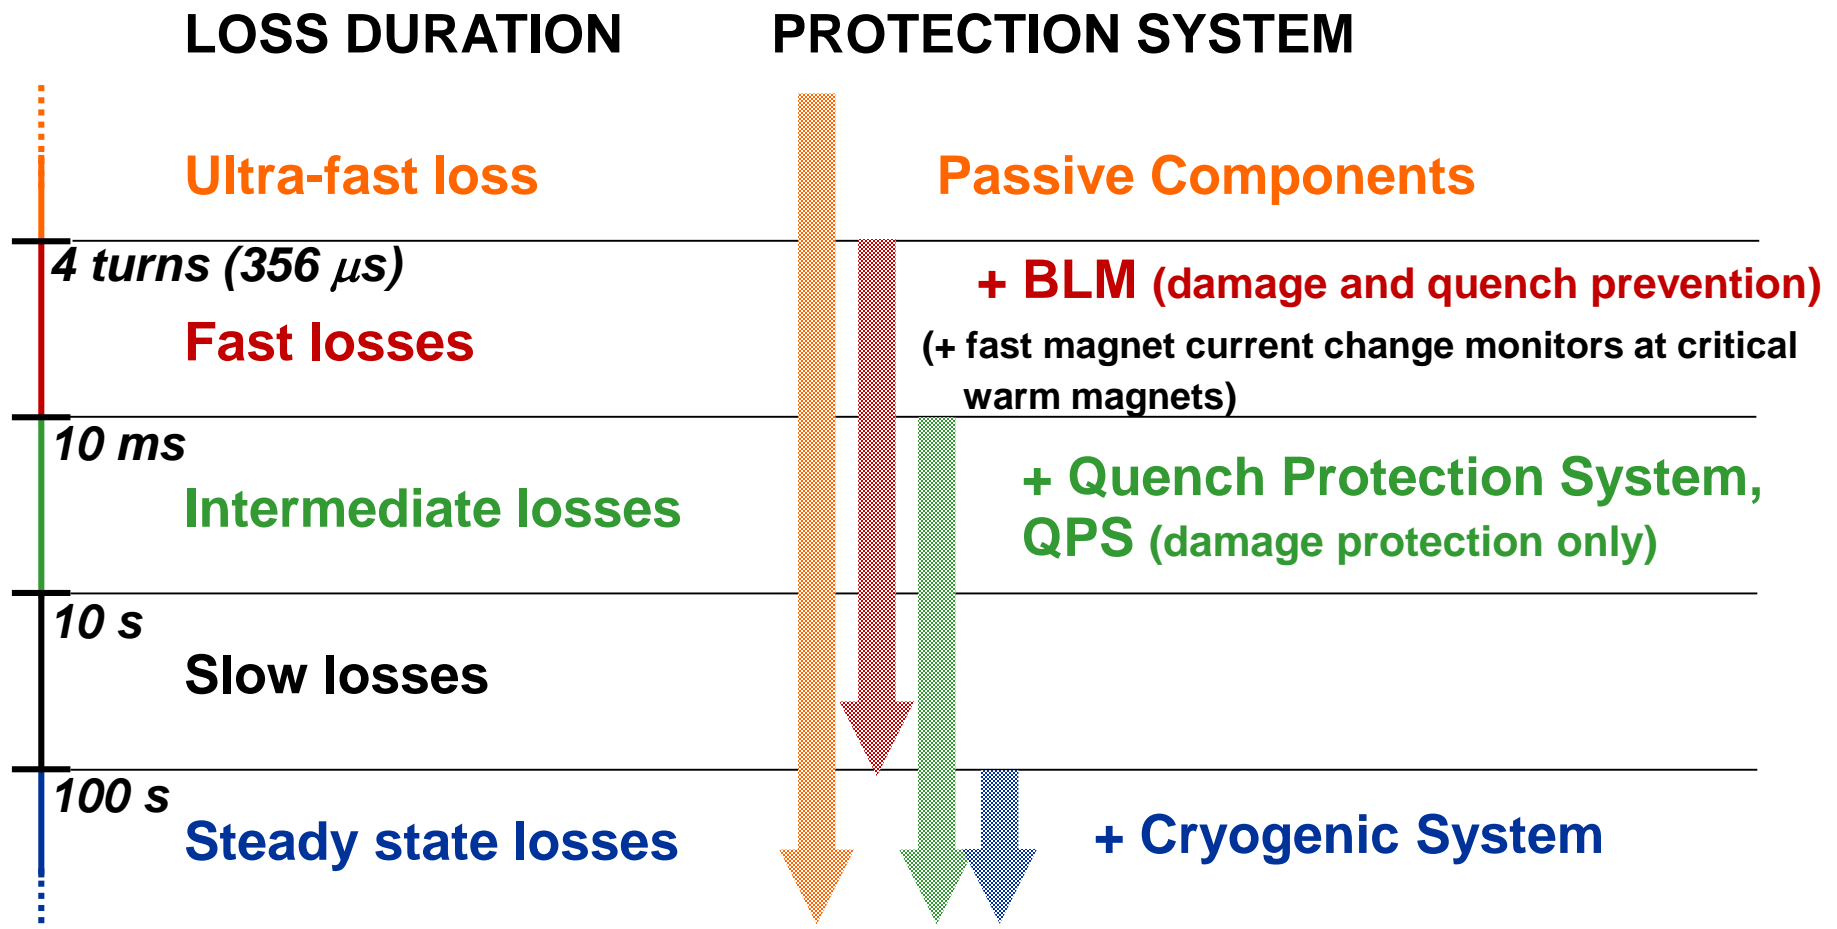 LOSS DURATION
PROTECTION SYSTEM
Ultra-fast loss
Passive Components
4 turns (356 μs)
+ BLM (damage and quench prevention)
Fast losses
(+ fast magnet current change monitors at critical
warm magnets)
10 ms
+ Quench Protection System,
Intermediate losses
QPS (damage protection only)
10 s
Slow losses
100 s
Steady state losses
+ Cryogenic System